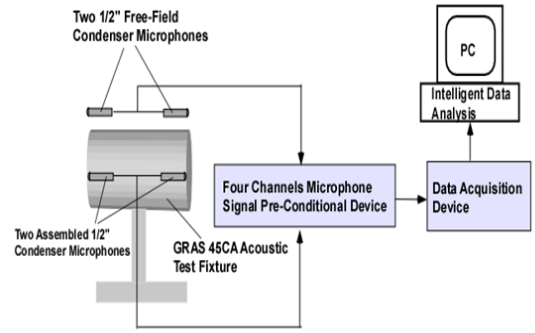 Two 1/2" Free-Field
Condenser Microphones
PC
Intelligent Data
Analysis
Four Channels Microphone
Signal Pre-Conditional Device
Data Acquisition
Device
Two Assembled 1/2"
Condenser Microphones
GRAS 45CA Acoustic
Test Fixture